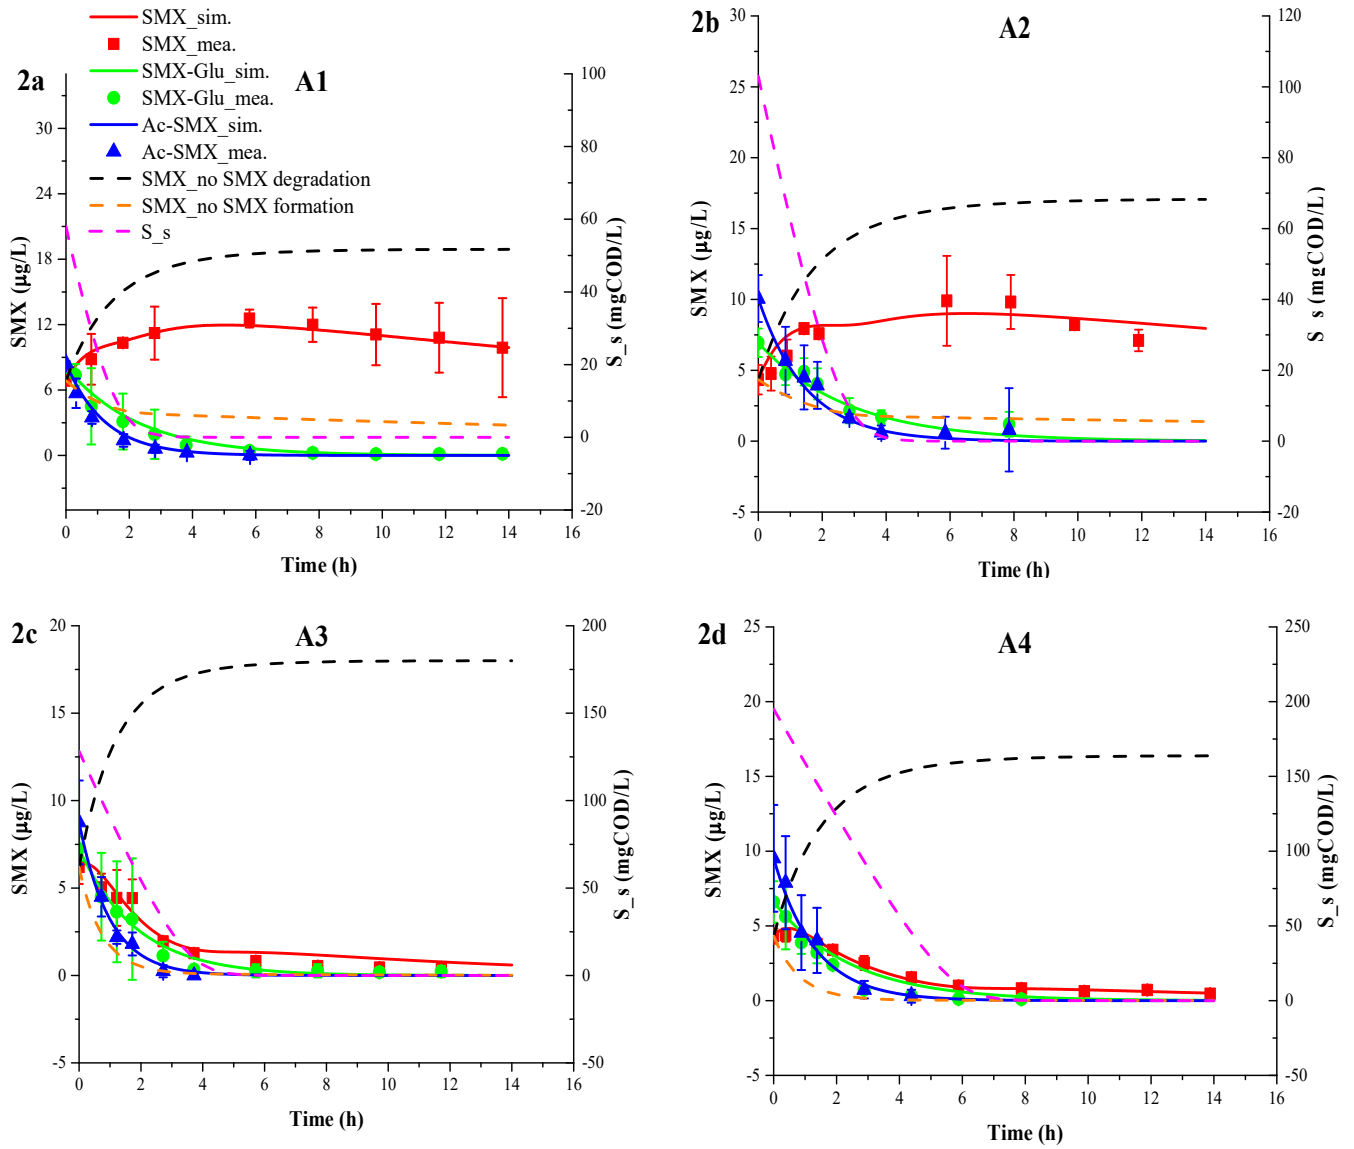 SMX_sim.
SMX_mea.
SMX-Glu_sim.
SMX-Glu_mea.
Ac-SMX_sim.
Ac-SMX_mea.
SMX_no SMX degradation
SMX_no SMX formation
S_s
2a
A1
SMX (µg/L)
33
24
18
12
6
0
100
80
60
40
20
0
-20
S_s (mgCOD/L)
0 2 4 6 8 10 12 14 16
Time (h)
2b
A2
SMX (µg/L)
30
25
20
15
10
5
0
-5
120
100
80
60
40
20
0
-20
S s (mgCOD/L)
0 2 4 6 8 10 12 14 16
Time (h)
2c
A3
SMX (µg/L)
20
15
10
5
0
-5
200
150
100
50
0
-50
S_s (mgCOD/L)
0 2 4 6 8 10 12 14 16
Time (h)
2d
A4
SMX (µg/L)
25
20
15
10
5
0
-5
250
200
150
100
50
0
-50
S_s (mgCOD/L)
0 2 4 6 8 10 12 14 16
Time (h)